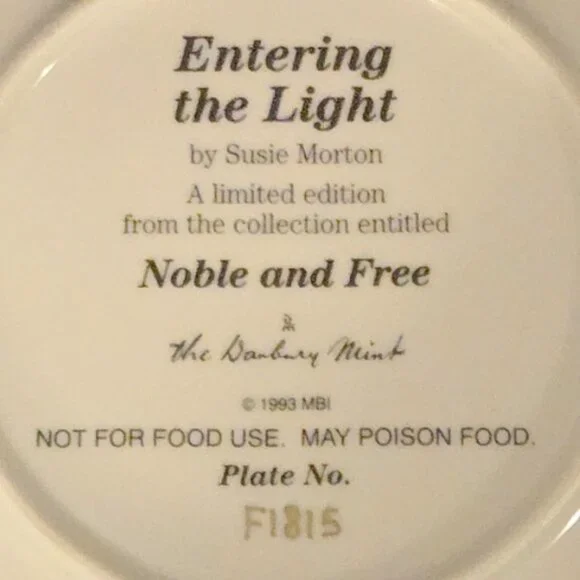 Entering
the Light
by Susie Morton
A limited edition
from the collection entitled
Noble and Free
The Danbury Mint
© 1993 MBI
NOT FOR FOOD USE. MAY POISON FOOD.
Plate No.
F1815